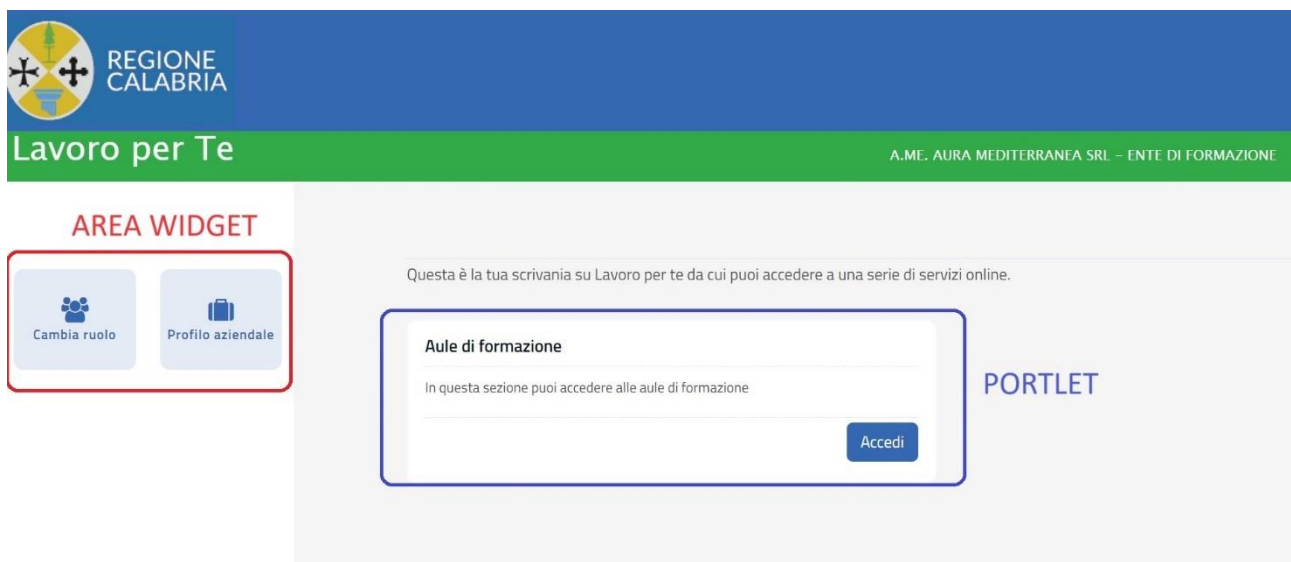 REGIONE
CALABRIA
Lavoro per Te
A.ME. AURA MEDITERRANEA SRL – ENTE DI FORMAZIONE
AREA WIDGET
Cambia ruolo
Profilo aziendale
Questa è la tua scrivania su Lavoro per te da cui puoi accedere a una serie di servizi online.
Aule di formazione
In questa sezione puoi accedere alle aule di formazione
Accedi
PORTLET